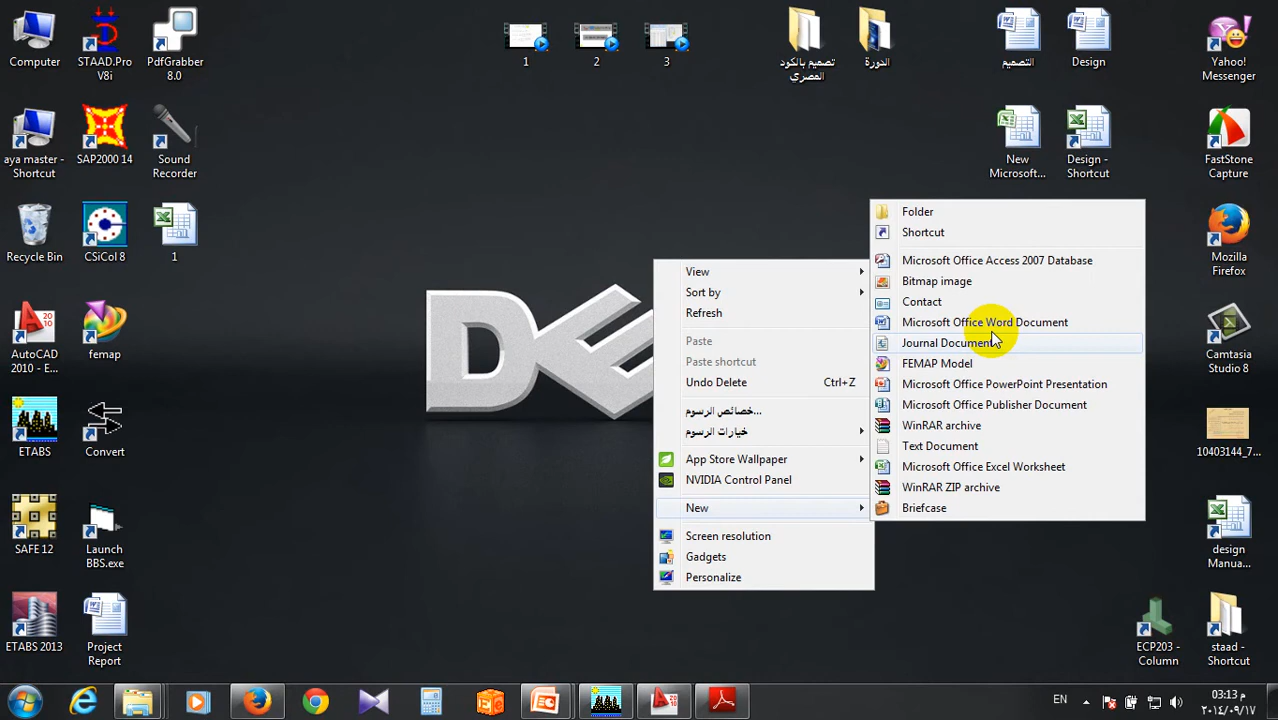 Computer
STAAD.Pro
V8i
PdfGrabber
8.0
1
2
3
تصميم بالكود
المصري
الدورة
التصميم
Design
Yahoo!
Messenger
aya master -
Shortcut
SAP2000 14
Sound
Recorder
New
Microsoft...
Design -
Shortcut
FastStone
Capture
Recycle Bin
CSiCol 8
1
Mozilla
Firefox
AutoCAD
2010 - E...
femap
Camtasia
Studio 8
ETABS
Convert
10403144_7...
SAFE 12
Launch
BBS.exe
design
Manua...
ETABS 2013
Project
Report
ECP203 -
Column
staad -
Shortcut
View
Sort by
Refresh
Paste
Paste shortcut
Undo Delete Ctrl+Z
خصائص الرسوم...
خيارات الرسوم
App Store Wallpaper
NVIDIA Control Panel
New
Screen resolution
Gadgets
Personalize
Folder
Shortcut
Microsoft Office Access 2007 Database
Bitmap image
Contact
Microsoft Office Word Document
Journal Document
FEMAP Model
Microsoft Office PowerPoint Presentation
Microsoft Office Publisher Document
WinRAR archive
Text Document
Microsoft Office Excel Worksheet
WinRAR ZIP archive
Briefcase
EN
03:13 م
٢٠١٤/٠٩/١٧